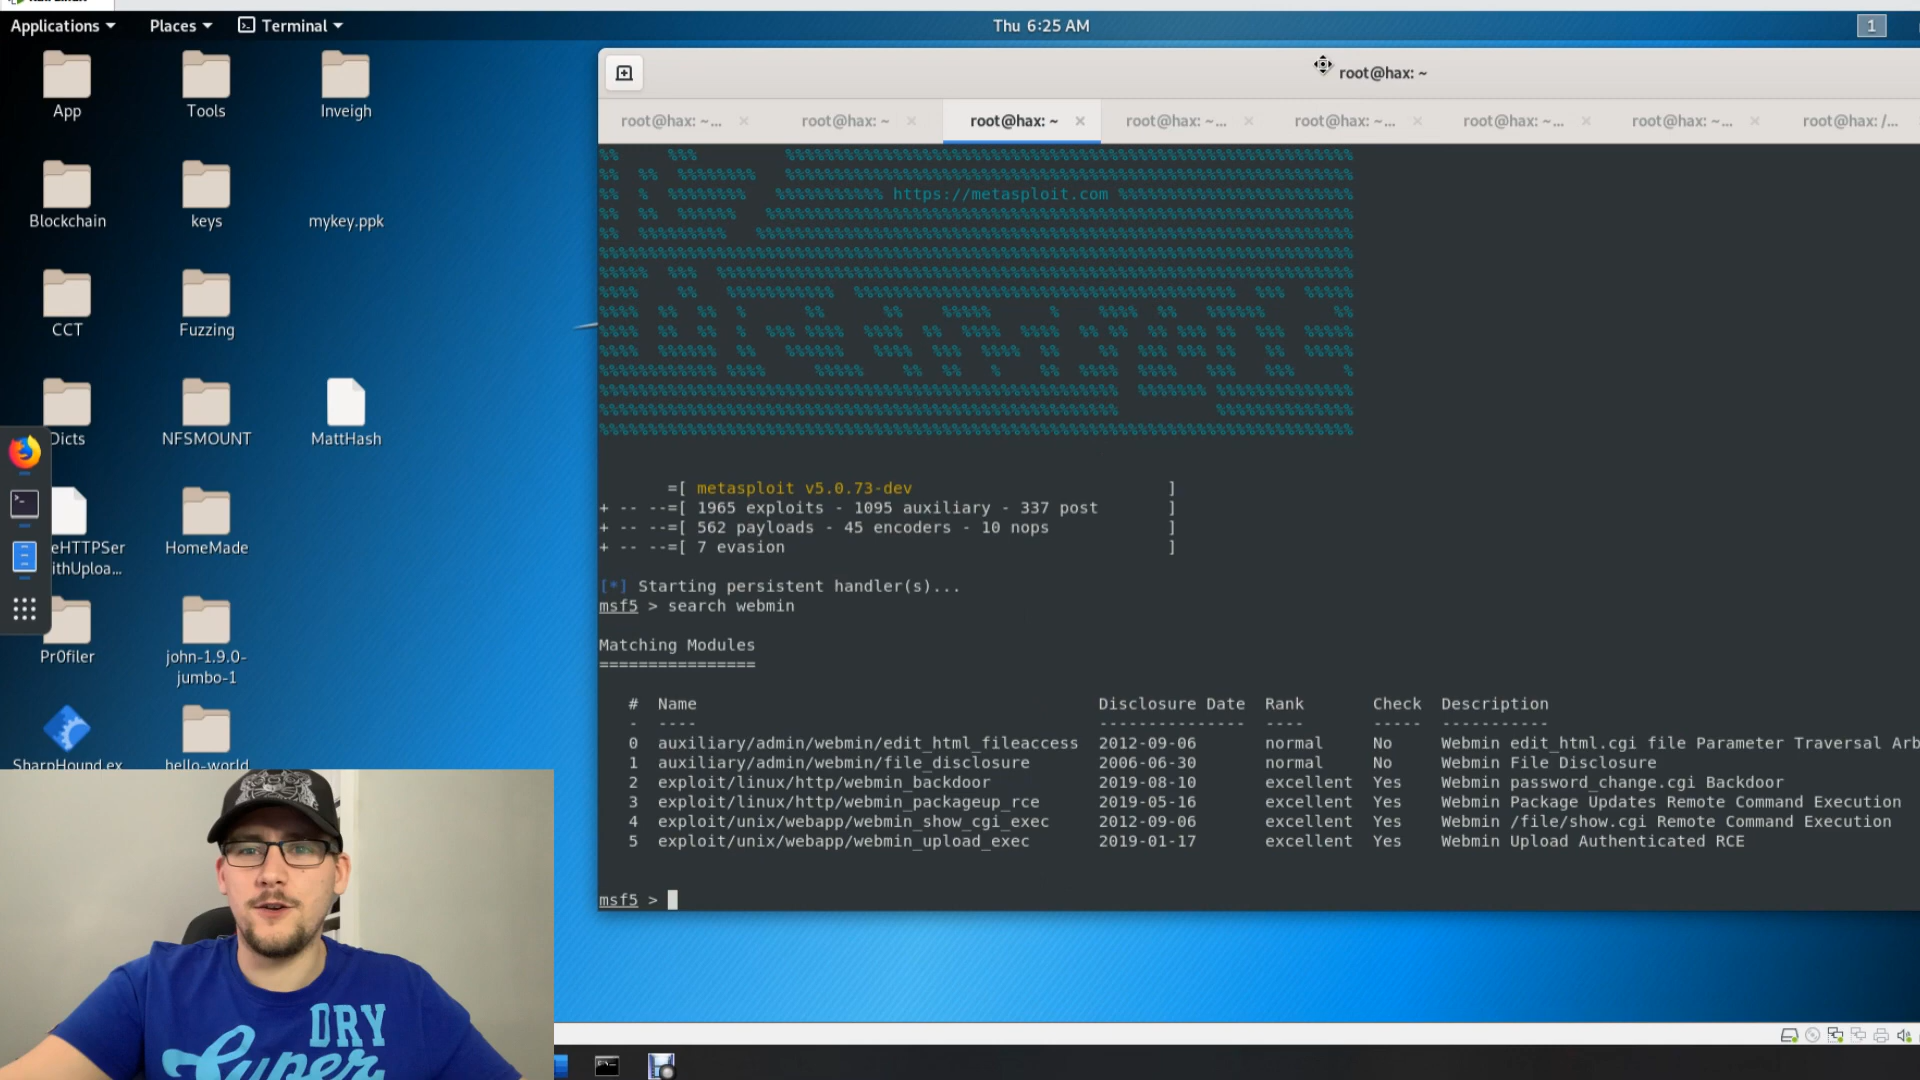 Applications
Places
Terminal
Thu 6:25 AM
1
App
Tools
Inveigh
Blockchain
keys
mykey.ppk
CCT
Fuzzing
Dicts
NFSMOUNT
MattHash
eHTTPSer
ithUploa...
HomeMade
Pr0filer
john-1.9.0-
jumbo-1
SharpHound.ex
hello-world
root@hax: ~
root@hax: ~...
root@hax: ~
root@hax: ~
root@hax: ~...
root@hax: ~...
root@hax: ~...
root@hax: ~...
root@hax: /...
https://metasploit.com
=[ metasploit v5.0.73-dev ]
+ -- --=[ 1965 exploits - 1095 auxiliary - 337 post ]
+ -- --=[ 562 payloads - 45 encoders - 10 nops ]
+ -- --=[ 7 evasion ]
[*] Starting persistent handler(s)...
msf5 > search webmin
Matching Modules
================
# Name Disclosure Date Rank Check Description
- ---- --------------- ---- ----- -----------
0 auxiliary/admin/webmin/edit_html_fileaccess 2012-09-06 normal No Webmin edit_html.cgi file Parameter Traversal Arb
1 auxiliary/admin/webmin/file_disclosure 2006-06-30 normal No Webmin File Disclosure
2 exploit/linux/http/webmin_backdoor 2019-08-10 excellent Yes Webmin password_change.cgi Backdoor
3 exploit/linux/http/webmin_packageup_rce 2019-05-16 excellent Yes Webmin Package Updates Remote Command Execution
4 exploit/unix/webapp/webmin_show_cgi_exec 2012-09-06 excellent Yes Webmin /file/show.cgi Remote Command Execution
5 exploit/unix/webapp/webmin_upload_exec 2019-01-17 excellent Yes Webmin Upload Authenticated RCE
msf5 >
DRY
Super